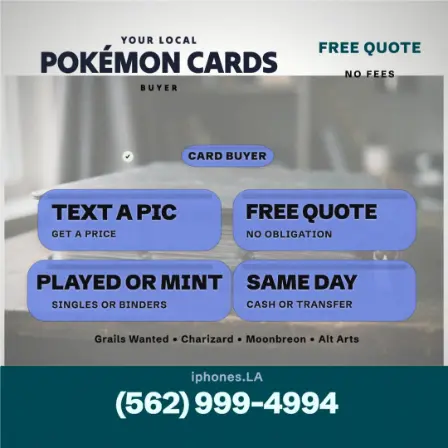 YOUR LOCAL
POKÉMON CARDS
BUYER
FREE QUOTE
NO FEES
CARD BUYER
TEXT A PIC
GET A PRICE
FREE QUOTE
NO OBLIGATION
PLAYED OR MINT
SINGLES OR BINDERS
SAME DAY
CASH OR TRANSFER
Grails Wanted • Charizard • Moonbreon • Alt Arts
iphones.LA
(562) 999-4994